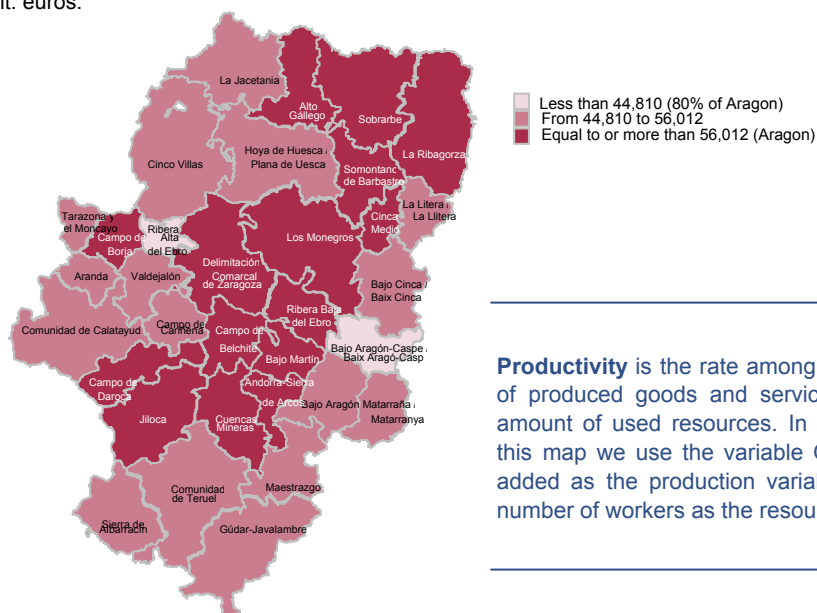 it. euros.
La Jacetania
Alto
Gállego
Sobrarbe
La Ribagorza
Cinco Villas
Hoya de Huesca /
Plana de Uesca
Somontano
de Barbastro
La Litera /
La Llitera
Cinca
Medio
Tarazona y
el Moncayo
Campo de
Borja
Ribera
Alta
del Ebro
Los Monegros
Delimitación
Comarcal
de Zaragoza
Aranda
Valdejalón
Bajo Cinca /
Baix Cinca
Comunidad de Calatayud
Campo de
Cariñena
Campo de
Belchite
Ribera Baja
del Ebro
Bajo Aragón-Caspe /
Baix Aragó-Casp
Bajo Martín
Campo de
Daroca
Andorra-Sierra
de Arcos
Bajo Aragón
Matarraña /
Matarranya
Jiloca
Cuencas
Mineras
Comunidad
de Teruel
Maestrazgo
Sierra de
Albarracín
Gúdar-Javalambre
Less than 44,810 (80% of Aragon)
From 44,810 to 56,012
Equal to or more than 56,012 (Aragon)
Productivity is the rate among
of produced goods and servic
amount of used resources. In
this map we use the variable
added as the production varia
number of workers as the resou